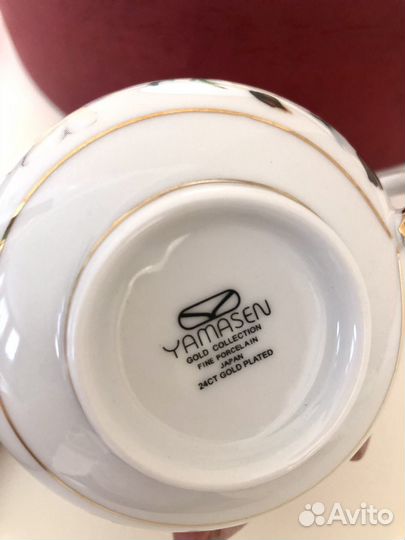 YAMASEN
GOLD COLLECTION
FINE PORCELAIN
JAPAN
24CT GOLD PLATED
Avito